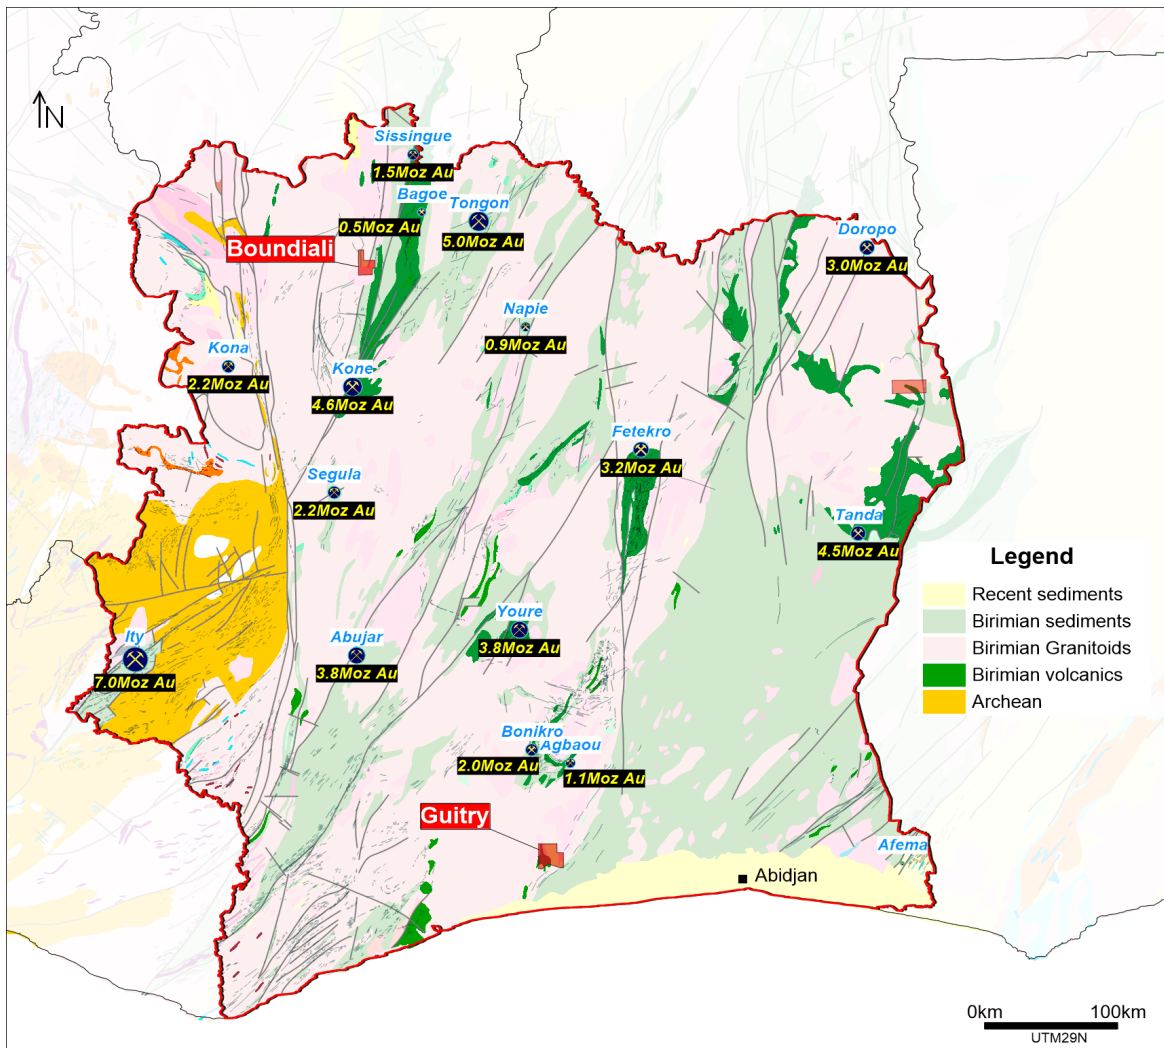 N
Sissingue
1.5Moz Au
Bagoe
0.5Moz Au
Tongon
5.0Moz Au
Boundiali
Doropo
3.0Moz Au
Napie
0.9Moz Au
Kona
2.2Moz Au
Kone
4.6Moz Au
Fetekro
3.2Moz Au
Segula
2.2Moz Au
Tanda
4.5Moz Au
Legend
Recent sediments
Birimian sediments
Birimian Granitoids
Birimian volcanics
Archean
Youre
3.8Moz Au
Ity
7.0Moz Au
Abujar
3.8Moz Au
Bonikro
2.0Moz Au
Agbaou
1.1Moz Au
Guitry
Afema
Abidjan
0km 100km
UTM29N